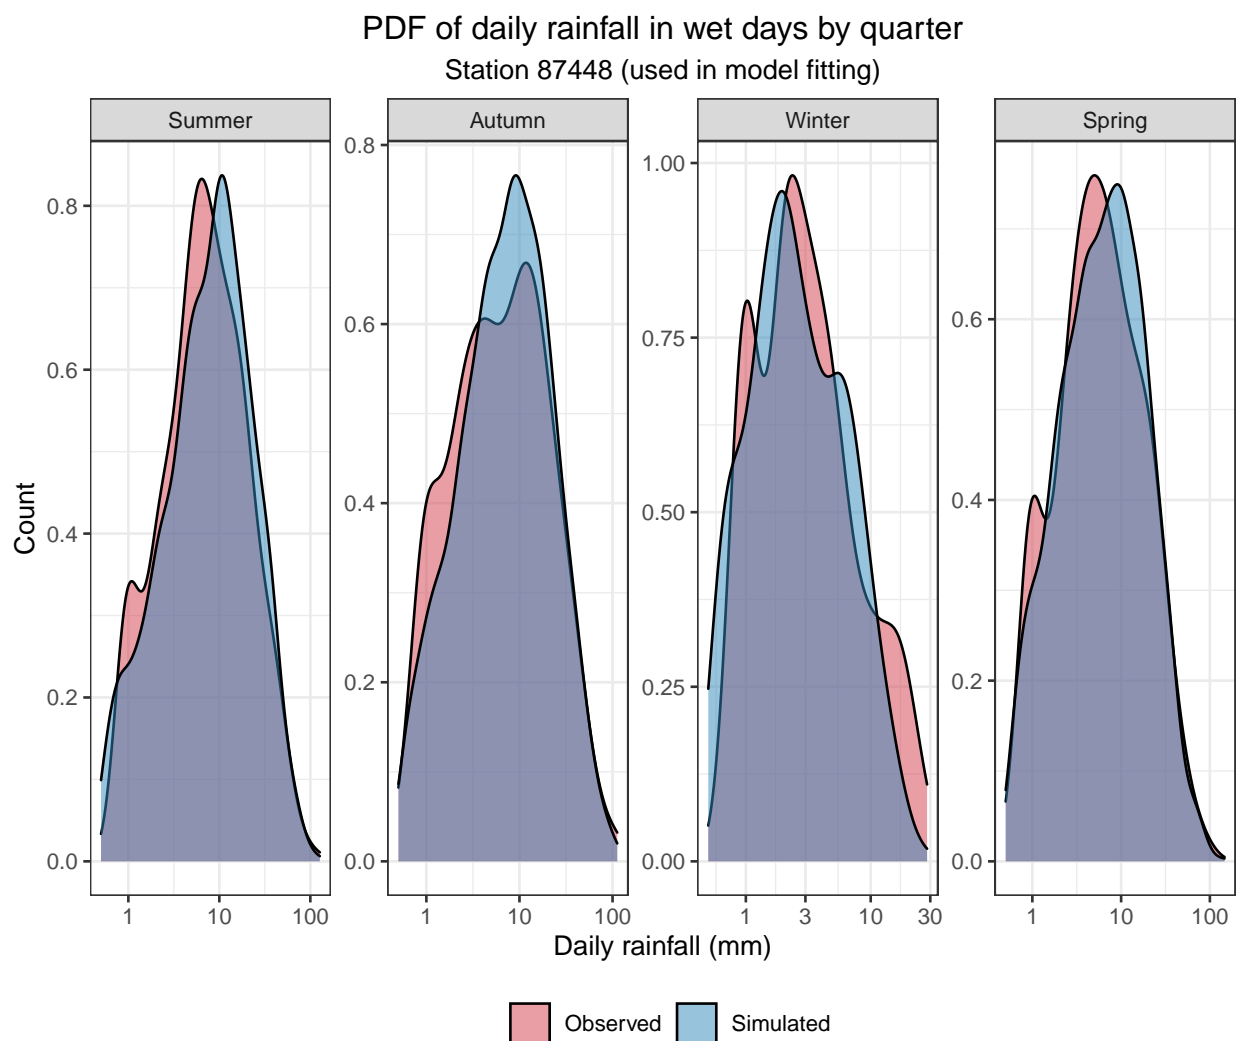 PDF of daily rainfall in wet days by quarter
Station 87448 (used in model fitting)
Summer
Autumn
Winter
Spring
Count
0.8
0.6
0.4
0.2
0.0
0.8
0.6
0.4
0.2
0.0
1.00
0.75
0.50
0.25
0.00
0.6
0.4
0.2
0.0
1 10 100
1 10 100
1 3 10 30
1 10 100
Daily rainfall (mm)
Observed
Simulated